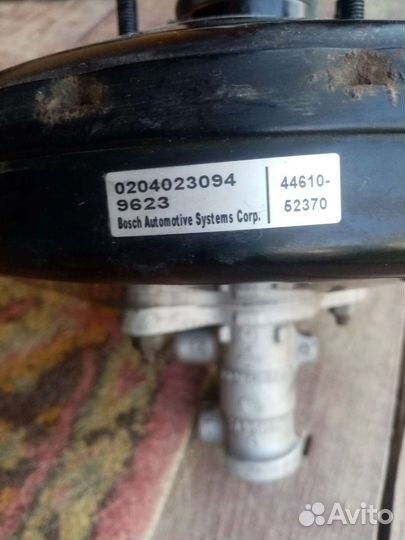 0204023094
9623
Bosch Automotive Systems Corp.
44610-
52370
Avito